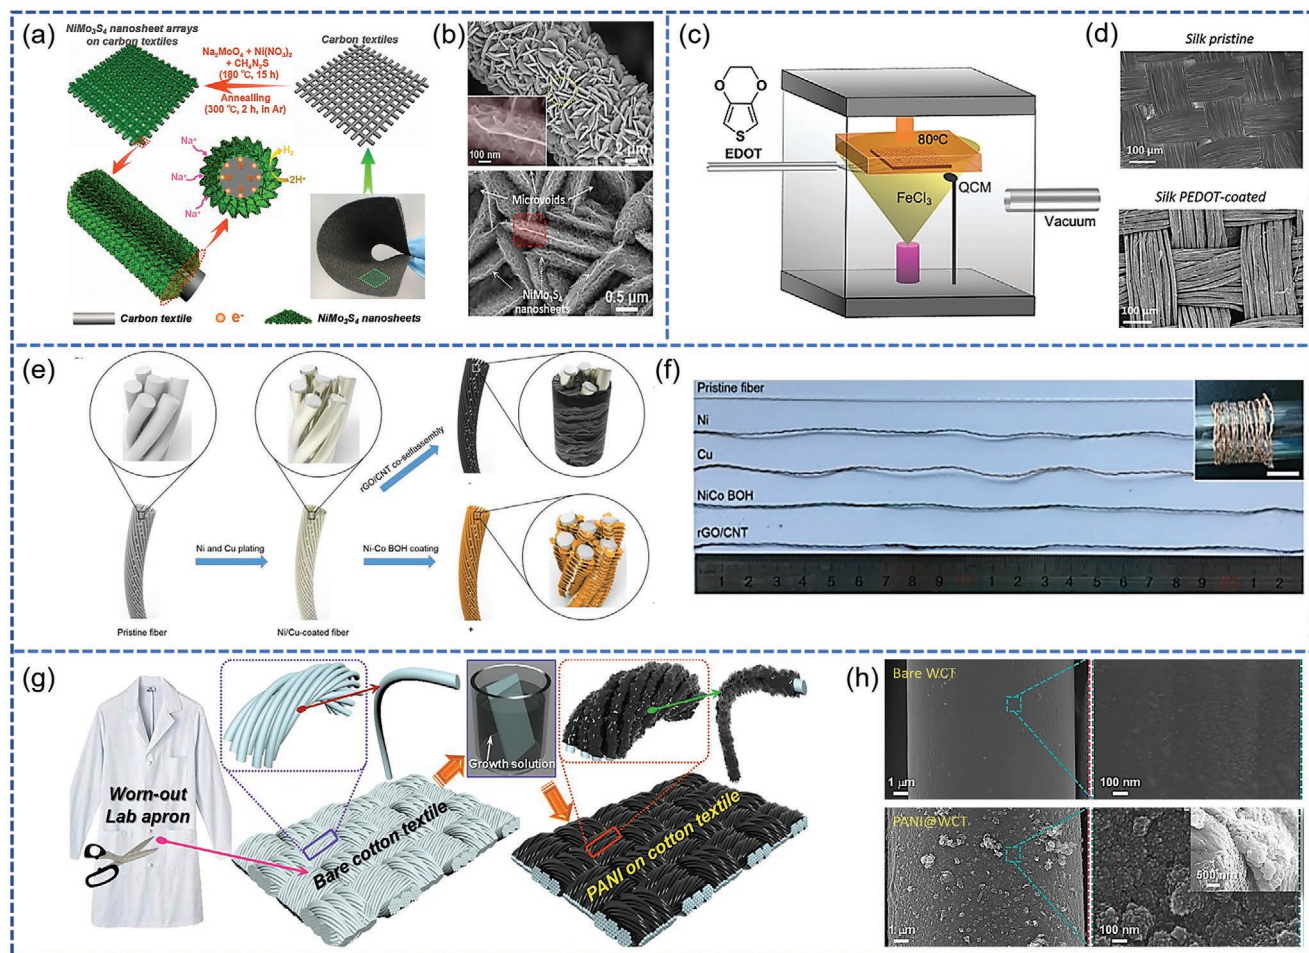 (a)
NiMo₃S₄ nanosheet arrays
on carbon textiles
Na₂MoO₄ + Ni(NO₃)₂
+ CH₄N₂S
(180 °C, 15 h)
Annealling
(300 °C, 2 h, in Ar)
Carbon textiles
Na⁺
Na⁺
Na⁺
H₂
2H⁺
e⁻
e⁻
e⁻
Carbon textile
e⁻
NiMo₃S₄ nanosheets
(b)
100 nm
2 μm
Microvoids
NiMo₃S₄
nanosheets
0.5 μm
(c)
O
O
S
EDOT
80ºC
QCM
FeCl₃
Vacuum
(d)
Silk pristine
100 μm
Silk PEDOT-coated
100 μm
(e)
rGO/CNT co-selfassembly
Ni and Cu plating
Ni-Co BOH coating
Pristine fiber
Ni/Cu-coated fiber
+
(f)
Pristine fiber
Ni
Cu
NiCo BOH
rGO/CNT
1 2 3 4 5 6 7 8 9 1 2 3 4 5 6 7 8 9 1 2
(g)
Worn-out
Lab apron
Bare cotton textile
Growth solution
PANI on cotton textile
(h)
Bare WCT
1 μm
100 nm
PANI@WCT
1 μm
500 nm
100 nm